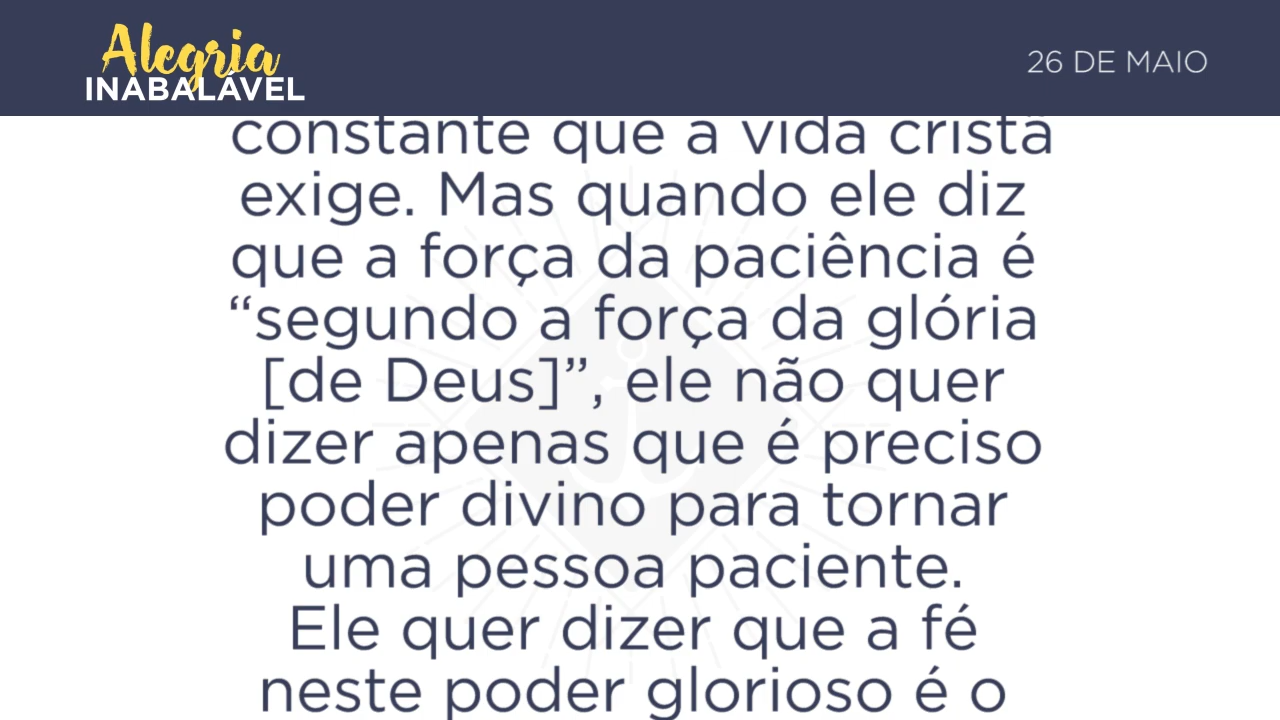 Alegria
INABALÁVEL
26 DE MAIO
constante que a vida cristã
exige. Mas quando ele diz
que a força da paciência é
“segundo a força da glória
[de Deus]”, ele não quer
dizer apenas que é preciso
poder divino para tornar
uma pessoa paciente.
Ele quer dizer que a fé
neste poder glorioso é o